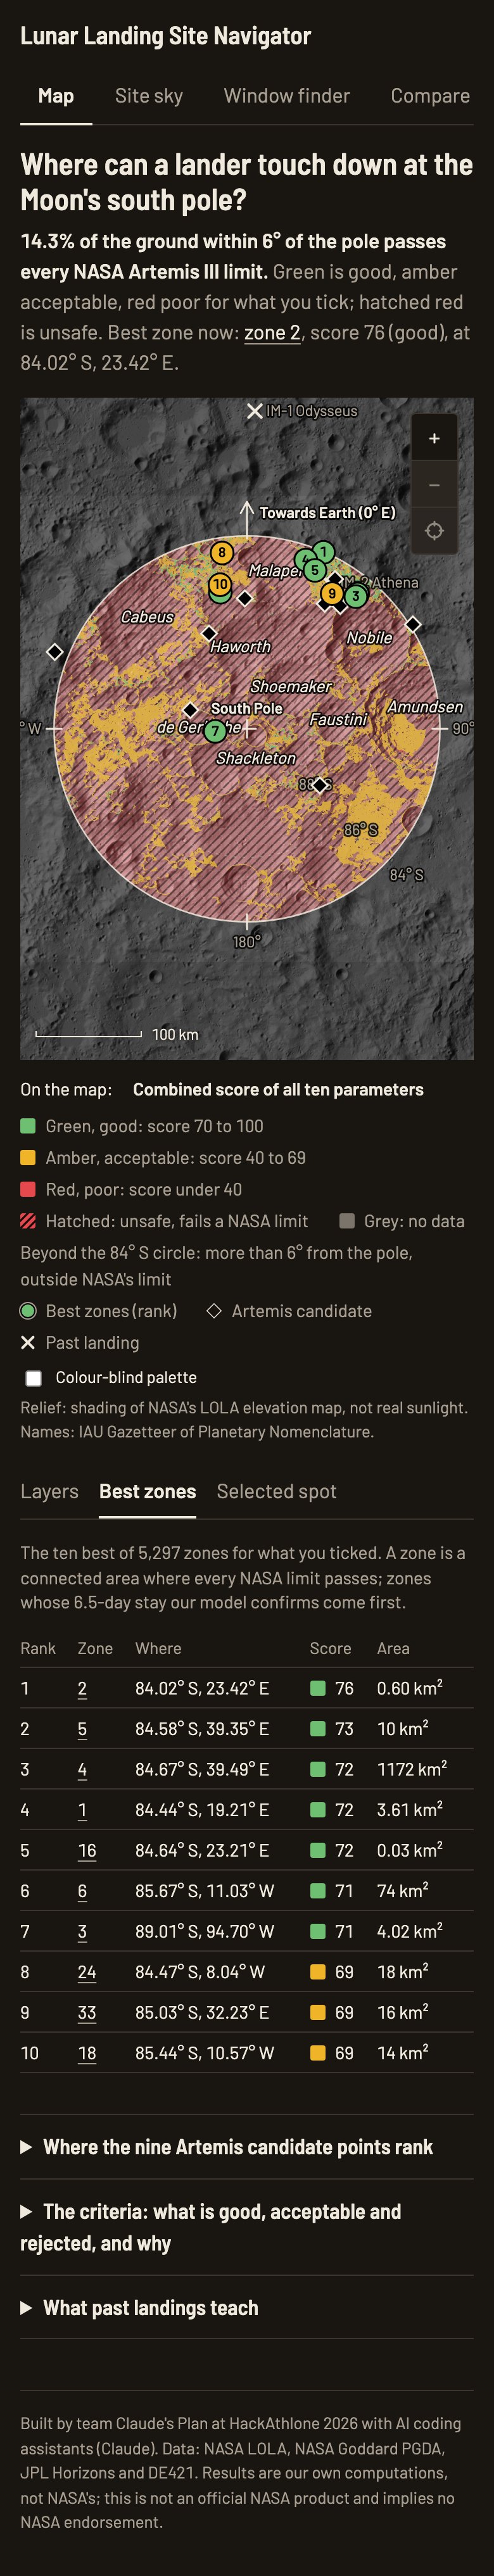 Lunar Landing Site Navigator
Map Site sky Window finder Compare
Where can a lander touch down at the
Moon's south pole?
14.3% of the ground within 6° of the pole passes
every NASA Artemis III limit. Green is good, amber
acceptable, red poor for what you tick; hatched red
is unsafe. Best zone now: zone 2, score 76 (good), at
84.02° S, 23.42° E.
IM-1 Odysseus
+
−
Towards Earth (0° E)
8
1
4
5
Malaper
10
Athena
9
3
Cabeus
Haworth
Nobile
Shoemaker
Amundsen
South Pole
Faustini
° W
7
90°
Shackleton
86° S
84° S
180°
100 km
On the map: Combined score of all ten parameters
Green, good: score 70 to 100
Amber, acceptable: score 40 to 69
Red, poor: score under 40
Hatched: unsafe, fails a NASA limit Grey: no data
Beyond the 84° S circle: more than 6° from the pole,
outside NASA's limit
Best zones (rank) Artemis candidate
Past landing
Colour-blind palette
Relief: shading of NASA's LOLA elevation map, not real sunlight.
Names: IAU Gazetteer of Planetary Nomenclature.
Layers Best zones Selected spot
The ten best of 5,297 zones for what you ticked. A zone is a
connected area where every NASA limit passes; zones
whose 6.5-day stay our model confirms come first.
Rank Zone Where Score Area
1 2 84.02° S, 23.42° E 76 0.60 km²
2 5 84.58° S, 39.35° E 73 10 km²
3 4 84.67° S, 39.49° E 72 1172 km²
4 1 84.44° S, 19.21° E 72 3.61 km²
5 16 84.64° S, 23.21° E 72 0.03 km²
6 6 85.67° S, 11.03° W 71 74 km²
7 3 89.01° S, 94.70° W 71 4.02 km²
8 24 84.47° S, 8.04° W 69 18 km²
9 33 85.03° S, 32.23° E 69 16 km²
10 18 85.44° S, 10.57° W 69 14 km²
Where the nine Artemis candidate points rank
The criteria: what is good, acceptable and
rejected, and why
What past landings teach
Built by team Claude's Plan at HackAthlone 2026 with AI coding
assistants (Claude). Data: NASA LOLA, NASA Goddard PGDA,
JPL Horizons and DE421. Results are our own computations,
not NASA's; this is not an official NASA product and implies no
NASA endorsement.